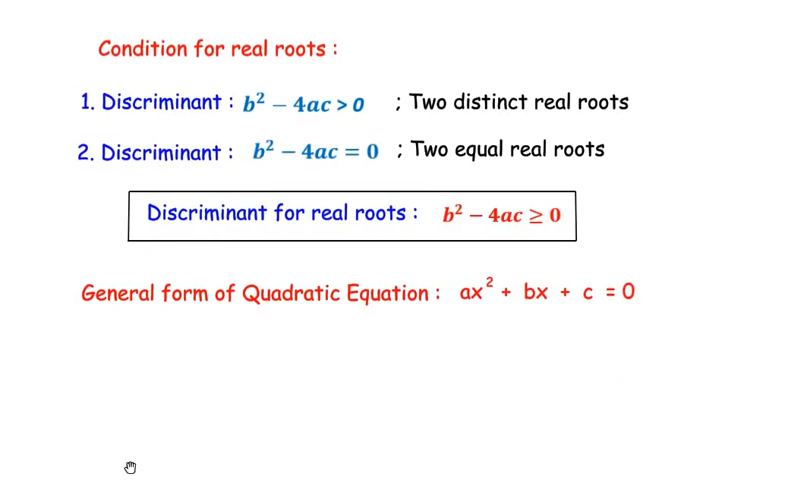 Condition for real roots :
1. Discriminant : b² − 4ac > 0 ; Two distinct real roots
2. Discriminant : b² − 4ac = 0 ; Two equal real roots
Discriminant for real roots : b² − 4ac ≥ 0
General form of Quadratic Equation : ax² + bx + c = 0